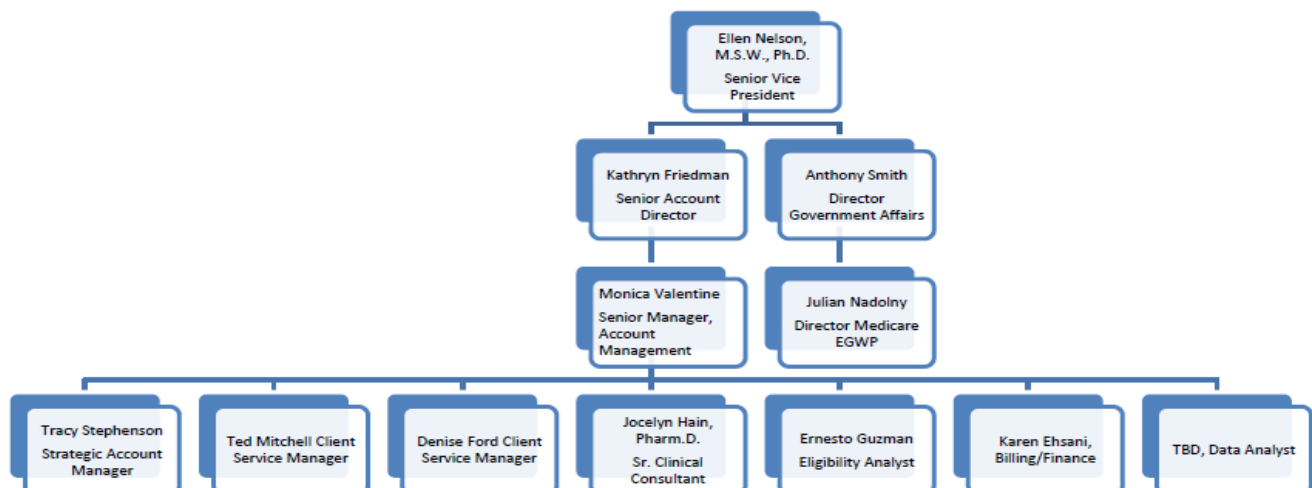 Ellen Nelson,
M.S.W., Ph.D.
Senior Vice
President
Kathryn Friedman
Senior Account
Director
Anthony Smith
Director
Government Affairs
Monica Valentine
Senior Manager,
Account
Management
Julian Nadolny
Director Medicare
EGWP
Tracy Stephenson
Strategic Account
Manager
Ted Mitchell Client
Service Manager
Denise Ford Client
Service Manager
Jocelyn Hain,
Pharm.D.
Sr. Clinical
Consultant
Ernesto Guzman
Eligibility Analyst
Karen Ehsani,
Billing/Finance
TBD, Data Analyst